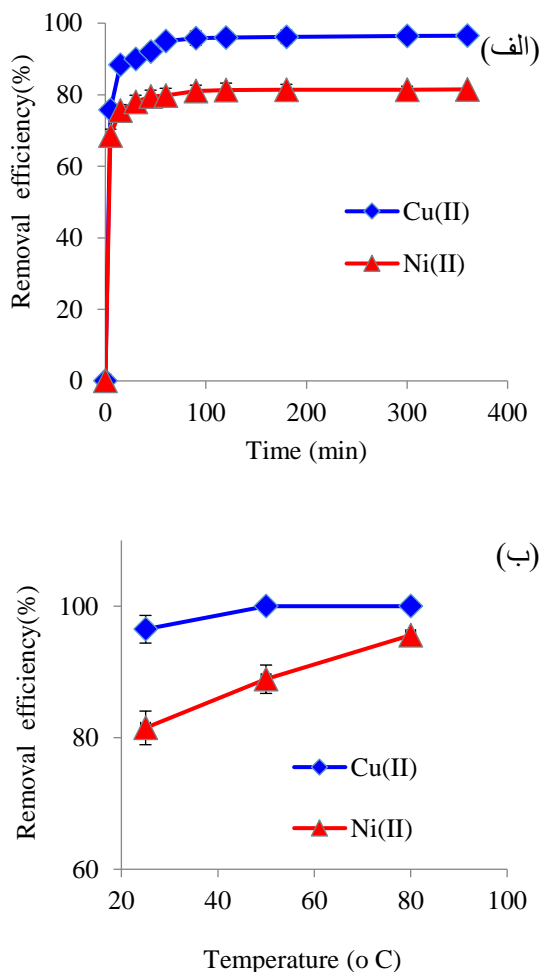 100
(الف)
80
60
40
20
0
Removal efficiency(%)
Cu(II)
Ni(II)
0 100 200 300 400
Time (min)
(ب)
100
80
60
Removal efficiency(%)
Cu(II)
Ni(II)
20 40 60 80 100
Temperature (o C)